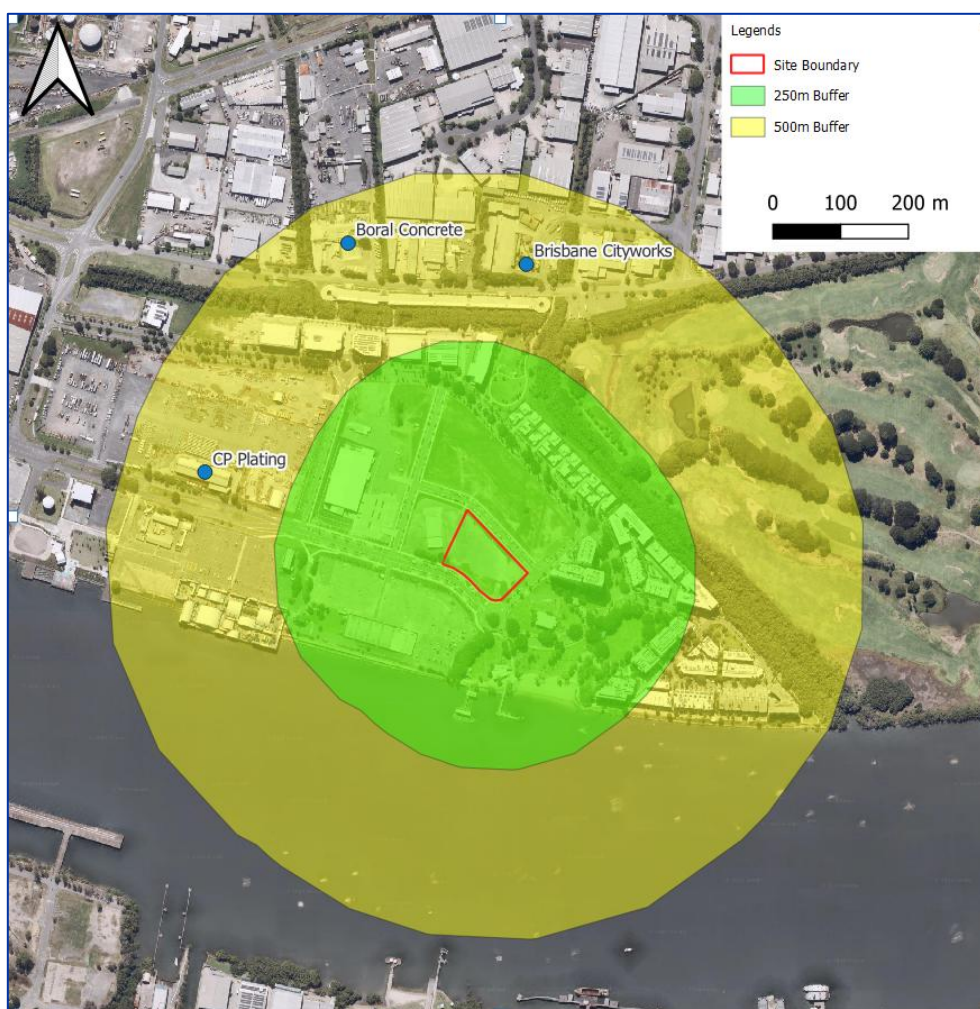 Legends
Site Boundary
250m Buffer
500m Buffer
0 100 200 m
Boral Concrete
Brisbane Cityworks
CP Plating